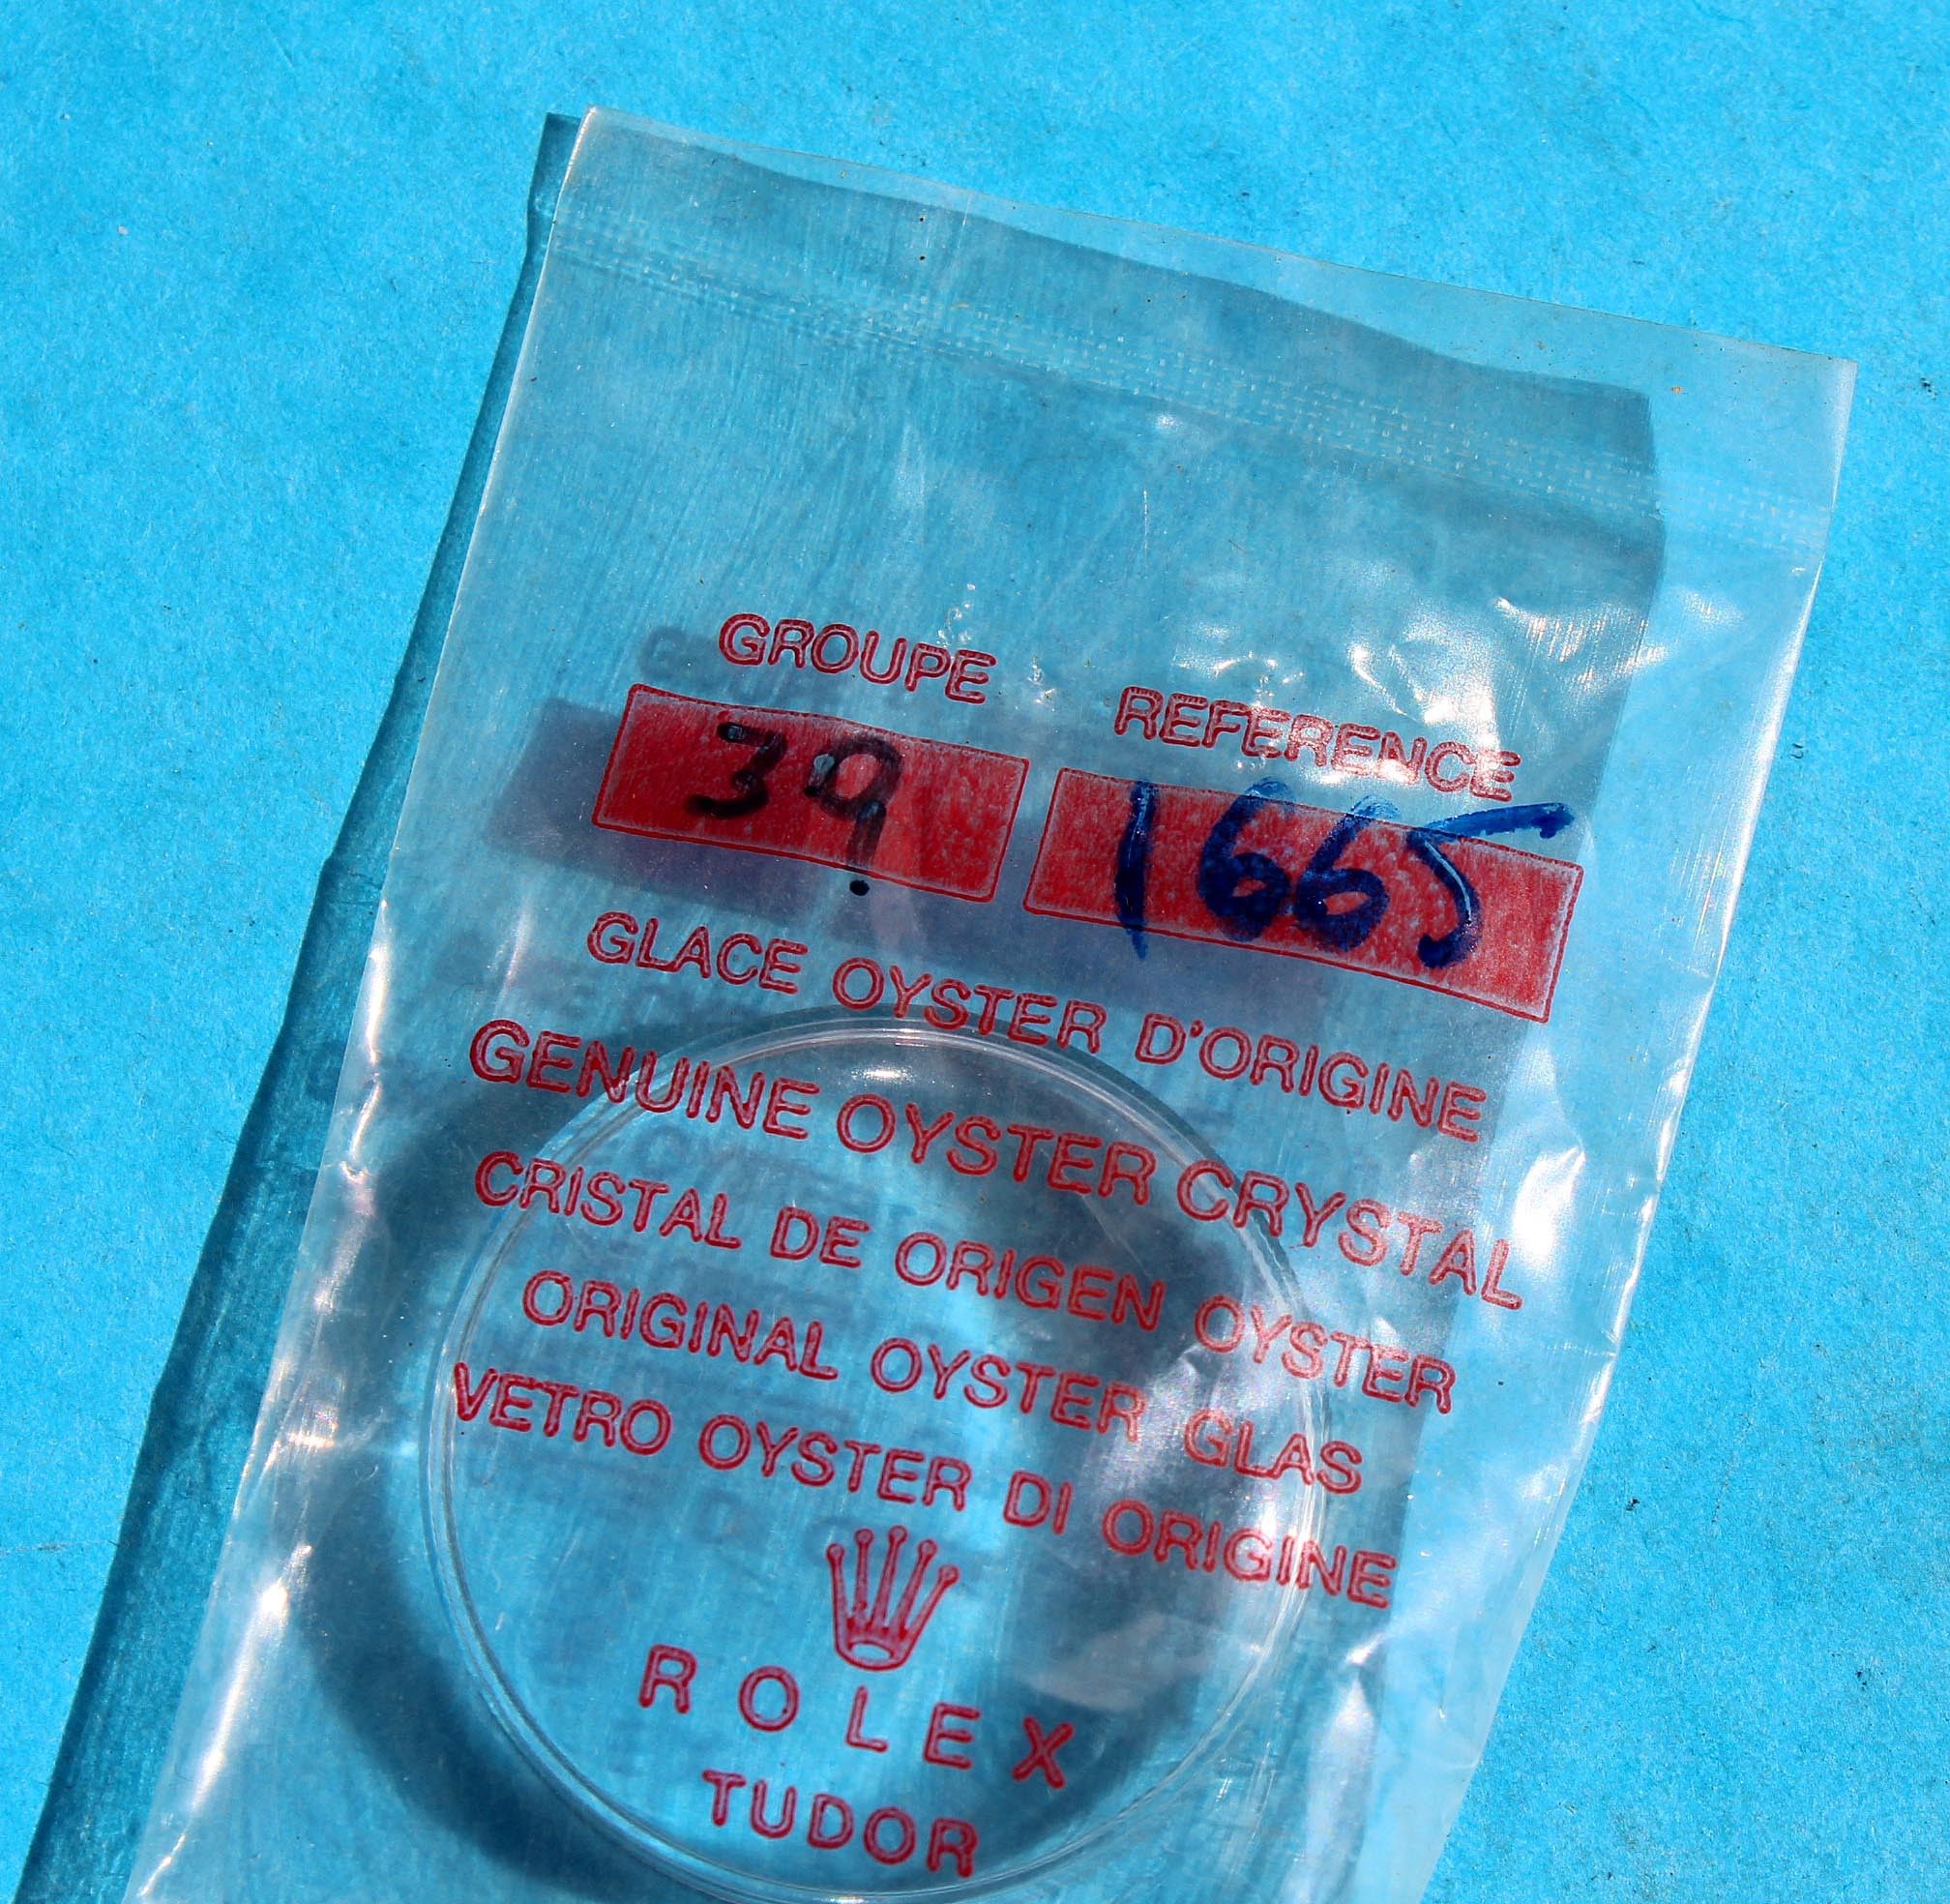 GROUPE REFERENCE
39. 1665
GLACE OYSTER D'ORIGINE
GENUINE OYSTER CRYSTAL
CRISTAL DE ORIGEN OYSTER
ORIGINAL OYSTER GLAS
VETRO OYSTER DI ORIGINE
ROLEX
TUDOR